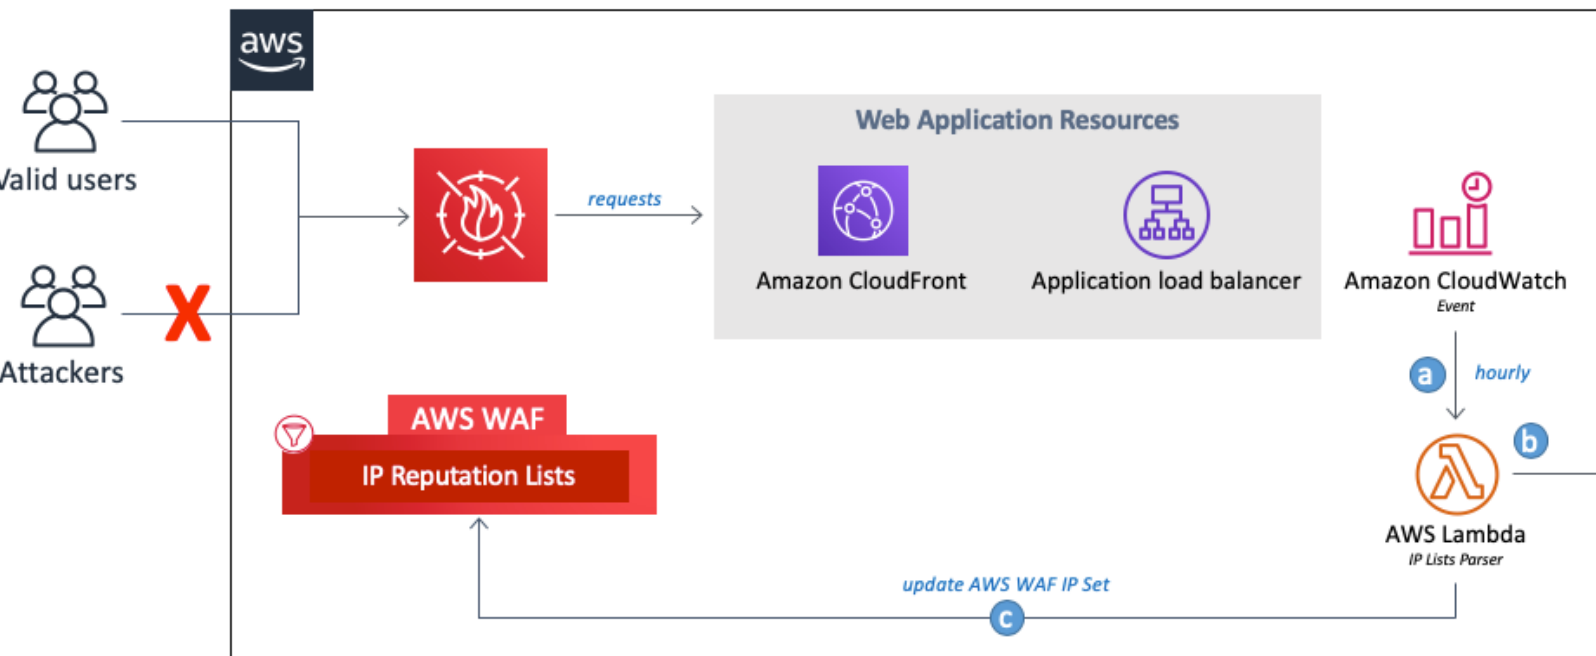 aws
Web Application Resources
Valid users
requests
Amazon CloudFront
Application load balancer
Amazon CloudWatch
Event
Attackers
X
a
hourly
AWS WAF
IP Reputation Lists
b
AWS Lambda
IP Lists Parser
update AWS WAF IP Set
c